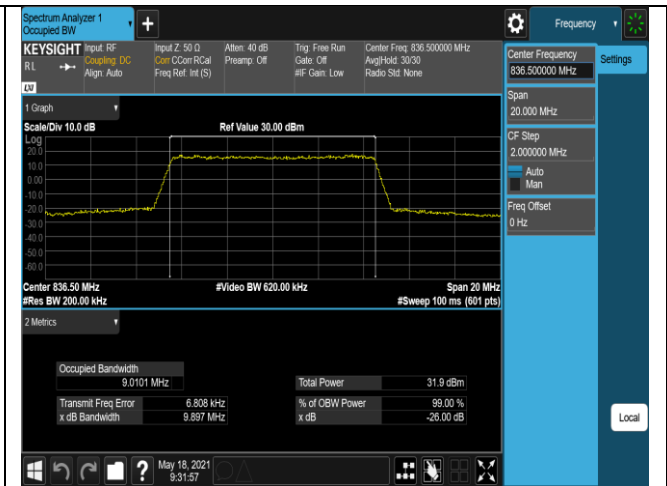 Spectrum Analyzer 1
Occupied BW
+
Frequency
KEYSIGHT
RL
Input: RF
Coupling: DC
Align: Auto
Input Z: 50 Ω
Corr CCorr RCal
Freq Ref: Int (S)
Atten: 40 dB
Preamp: Off
Trig: Free Run
Gate: Off
#IF Gain: Low
Center Freq: 836.500000 MHz
Avg|Hold: 30/30
Radio Std: None
LXI
Center Frequency
836.500000 MHz
Settings
Span
20.000 MHz
CF Step
2.000000 MHz
Auto
Man
Freq Offset
0 Hz
1 Graph
Scale/Div 10.0 dB
Ref Value 30.00 dBm
Log
20.0
10.0
0.00
-10.0
-20.0
-30.0
-40.0
-50.0
-60.0
Center 836.50 MHz
#Video BW 620.00 kHz
Span 20 MHz
#Res BW 200.00 kHz
#Sweep 100 ms (601 pts)
2 Metrics
Occupied Bandwidth
9.0101 MHz
Total Power 31.9 dBm
Transmit Freq Error 6.808 kHz
% of OBW Power 99.00 %
x dB Bandwidth 9.897 MHz
x dB -26.00 dB
Local
?
May 18, 2021
9:31:57